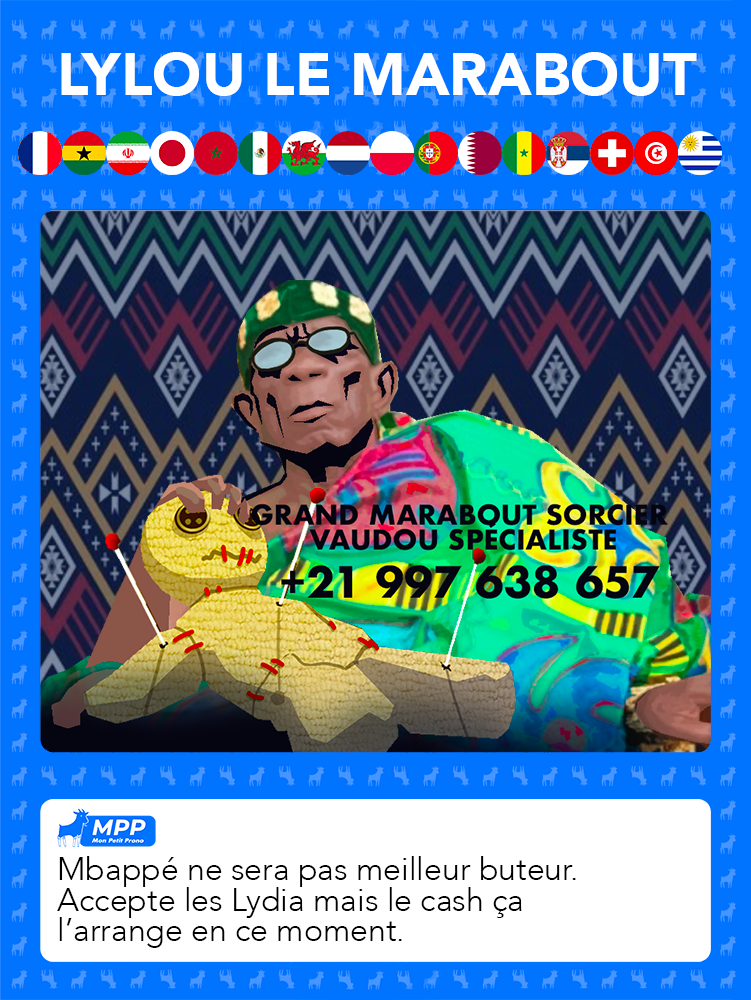 LYLOU LE MARABOUT
GRAND MARABOUT SORCIER
VAUDOU SPÉCIALISTE
+21 997 638 657
MPP
Mon Petit Prono
Mbappé ne sera pas meilleur buteur.
Accepte les Lydia mais le cash ça
l’arrange en ce moment.